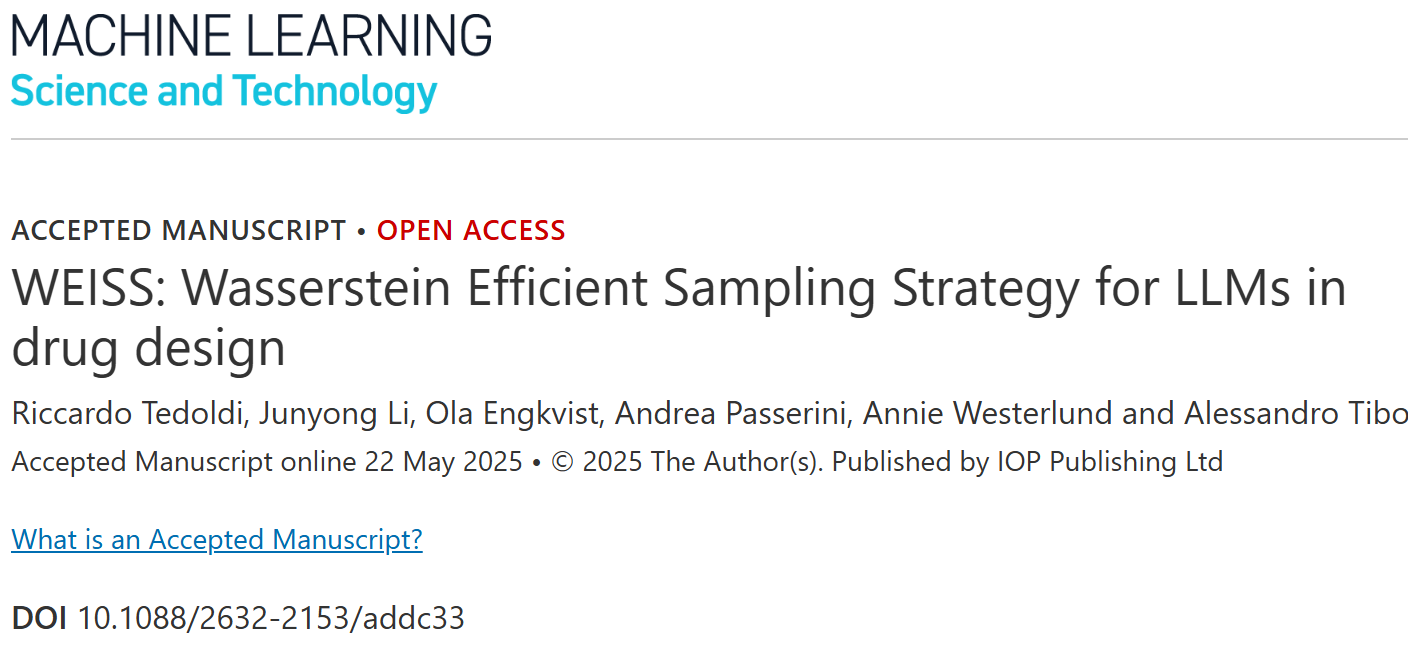 MACHINE LEARNING
Science and Technology
ACCEPTED MANUSCRIPT • OPEN ACCESS
WEISS: Wasserstein Efficient Sampling Strategy for LLMs in
drug design
Riccardo Tedoldi, Junyong Li, Ola Engkvist, Andrea Passerini, Annie Westerlund and Alessandro Tibo
Accepted Manuscript online 22 May 2025 • © 2025 The Author(s). Published by IOP Publishing Ltd
What is an Accepted Manuscript?
DOI 10.1088/2632-2153/addc33